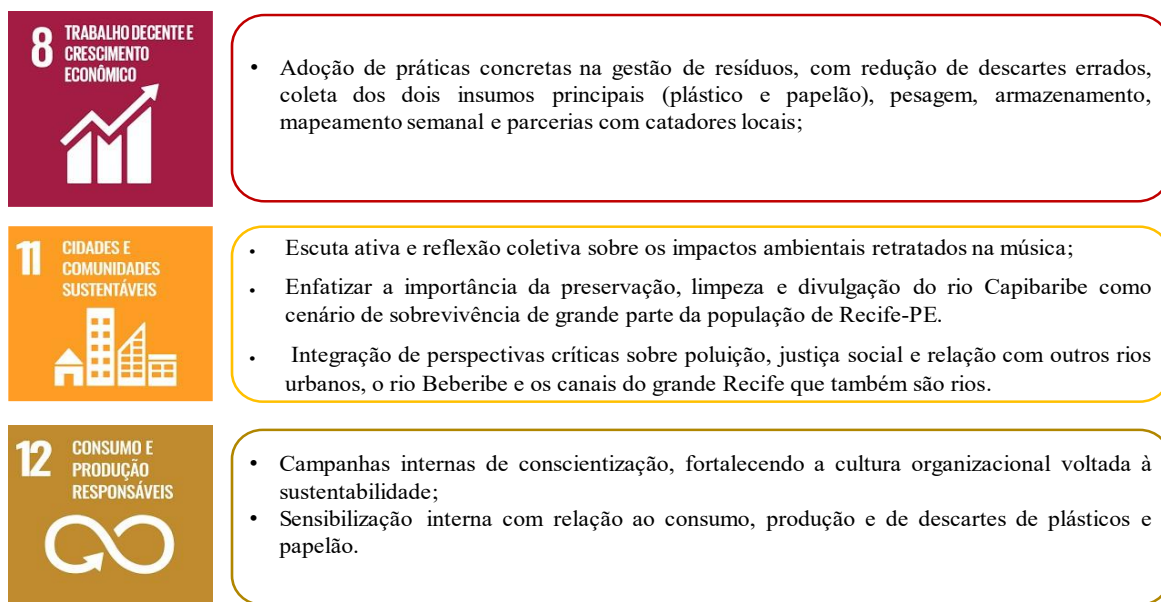 8 TRABALHO DECENTE E
CRESCIMENTO
ECONÔMICO
• Adoção de práticas concretas na gestão de resíduos, com redução de descartes errados,
coleta dos dois insumos principais (plástico e papelão), pesagem, armazenamento,
mapeamento semanal e parcerias com catadores locais;
11 CIDADES E
COMUNIDADES
SUSTENTÁVEIS
• Escuta ativa e reflexão coletiva sobre os impactos ambientais retratados na música;
• Enfatizar a importância da preservação, limpeza e divulgação do rio Capibaribe como
cenário de sobrevivência de grande parte da população de Recife-PE.
• Integração de perspectivas críticas sobre poluição, justiça social e relação com outros rios
urbanos, o rio Beberibe e os canais do grande Recife que também são rios.
12 CONSUMO E
PRODUÇÃO
RESPONSÁVEIS
• Campanhas internas de conscientização, fortalecendo a cultura organizacional voltada à
sustentabilidade;
• Sensibilização interna com relação ao consumo, produção e de descartes de plásticos e
papelão.